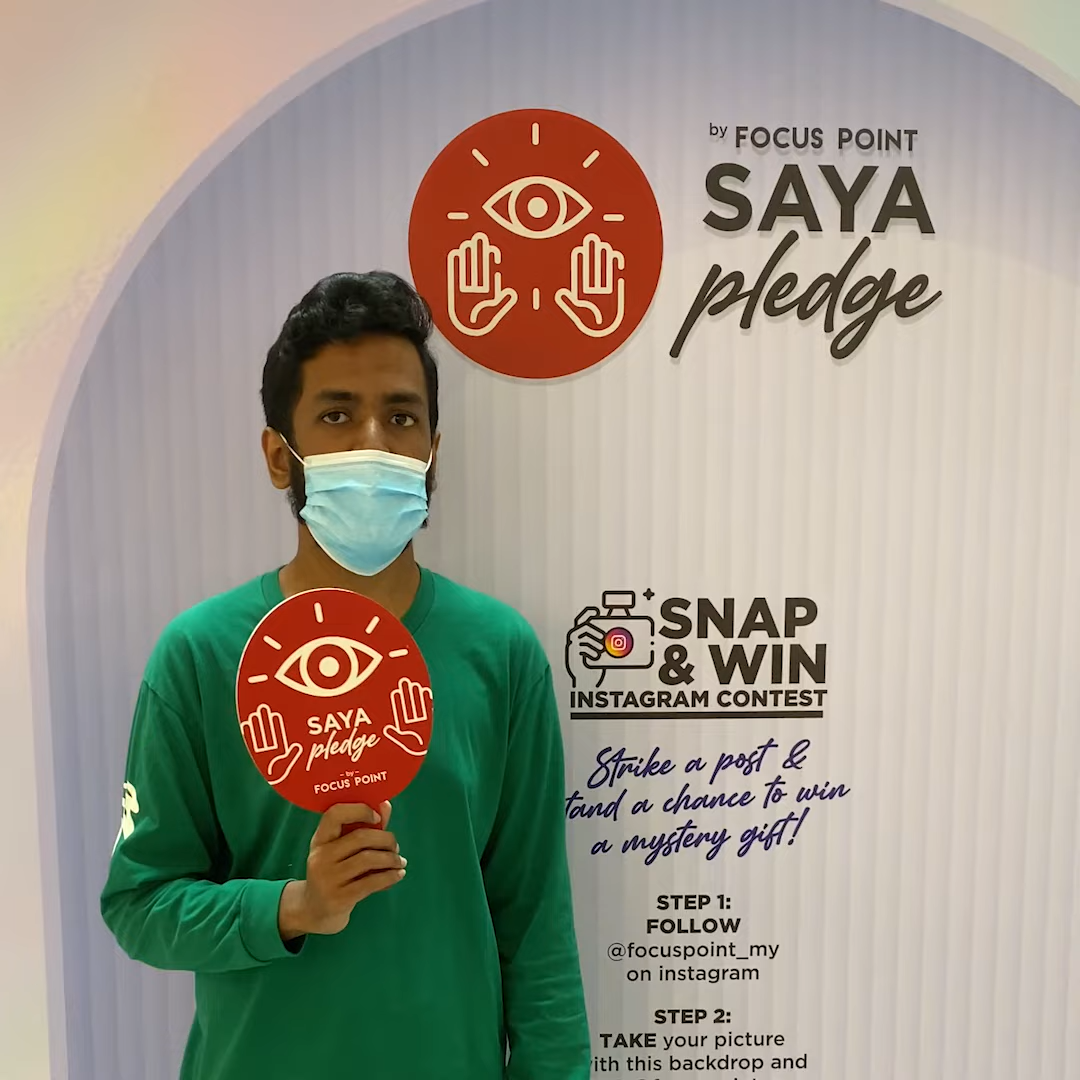 by FOCUS POINT
SAYA
pledge
SNAP
& WIN
INSTAGRAM CONTEST
Strike a post &
tand a chance to win
a mystery gift!
STEP 1:
FOLLOW
@focuspoint_my
on instagram
STEP 2:
TAKE your picture
ith this backdrop and
SAYA
pledge
- by -
FOCUS POINT